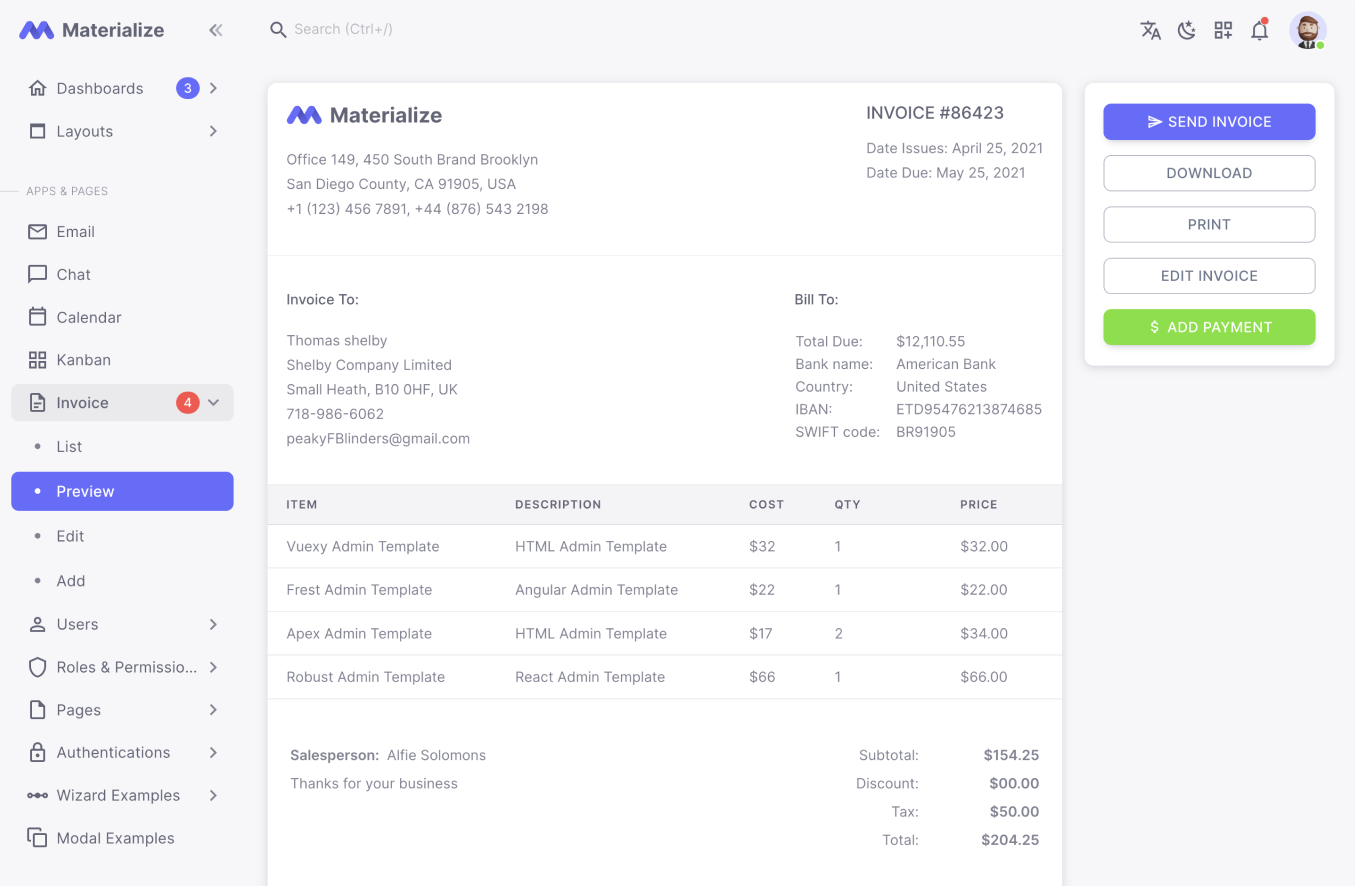 Materialize
Search (Ctrl+/)
Dashboards 3
Layouts
APPS & PAGES
Email
Chat
Calendar
Kanban
Invoice 4
List
Preview
Edit
Add
Users
Roles & Permissio...
Pages
Authentications
Wizard Examples
Modal Examples
Materialize
Office 149, 450 South Brand Brooklyn
San Diego County, CA 91905, USA
+1 (123) 456 7891, +44 (876) 543 2198
INVOICE #86423
Date Issues: April 25, 2021
Date Due: May 25, 2021
Invoice To:
Thomas shelby
Shelby Company Limited
Small Heath, B10 0HF, UK
718-986-6062
peakyFBlinders@gmail.com
Bill To:
Total Due: $12,110.55
Bank name: American Bank
Country: United States
IBAN: ETD95476213874685
SWIFT code: BR91905
ITEM DESCRIPTION COST QTY PRICE
Vuexy Admin Template HTML Admin Template $32 1 $32.00
Frest Admin Template Angular Admin Template $22 1 $22.00
Apex Admin Template HTML Admin Template $17 2 $34.00
Robust Admin Template React Admin Template $66 1 $66.00
Salesperson: Alfie Solomons
Thanks for your business
Subtotal: $154.25
Discount: $00.00
Tax: $50.00
Total: $204.25
SEND INVOICE
DOWNLOAD
PRINT
EDIT INVOICE
$ ADD PAYMENT